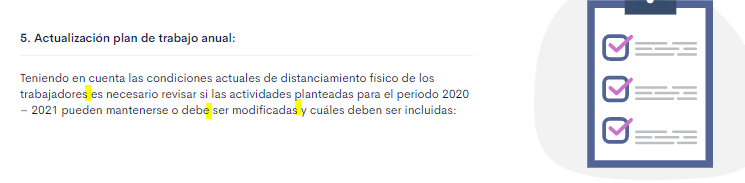 5. Actualización plan de trabajo anual:
Teniendo en cuenta las condiciones actuales de distanciamiento físico de los
trabajadores es necesario revisar si las actividades planteadas para el periodo 2020
– 2021 pueden mantenerse o debe ser modificadas y cuáles deben ser incluidas: